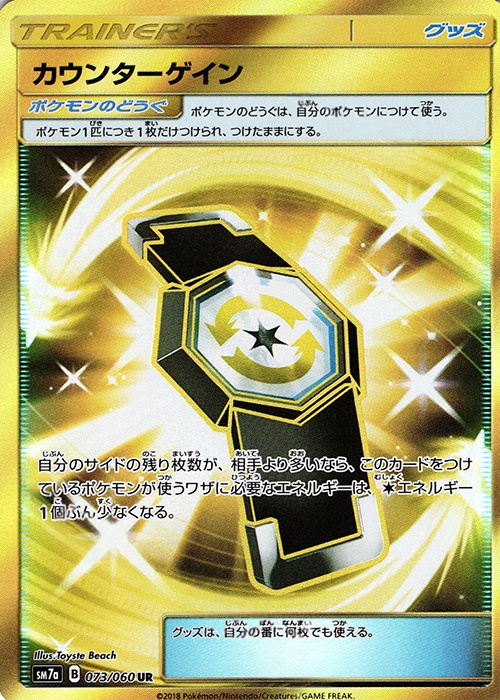 TRAINER'S
グッズ
カウンターゲイン
ポケモンのどうぐ
ポケモンのどうぐは、自分のポケモンにつけて使う。
ポケモン1匹につき1枚だけつけられ、つけたままにする。
自分のサイドの残り枚数が、相手より多いなら、このカードをつけ
ているポケモンが使うワザに必要なエネルギーは、エネルギー
1個ぶん少なくなる。
グッズは、自分の番に何枚でも使える。
Illus. Toyste Beach
SM7a B 073/060 UR
©2018 Pokémon/Nintendo/Creatures/GAME FREAK.